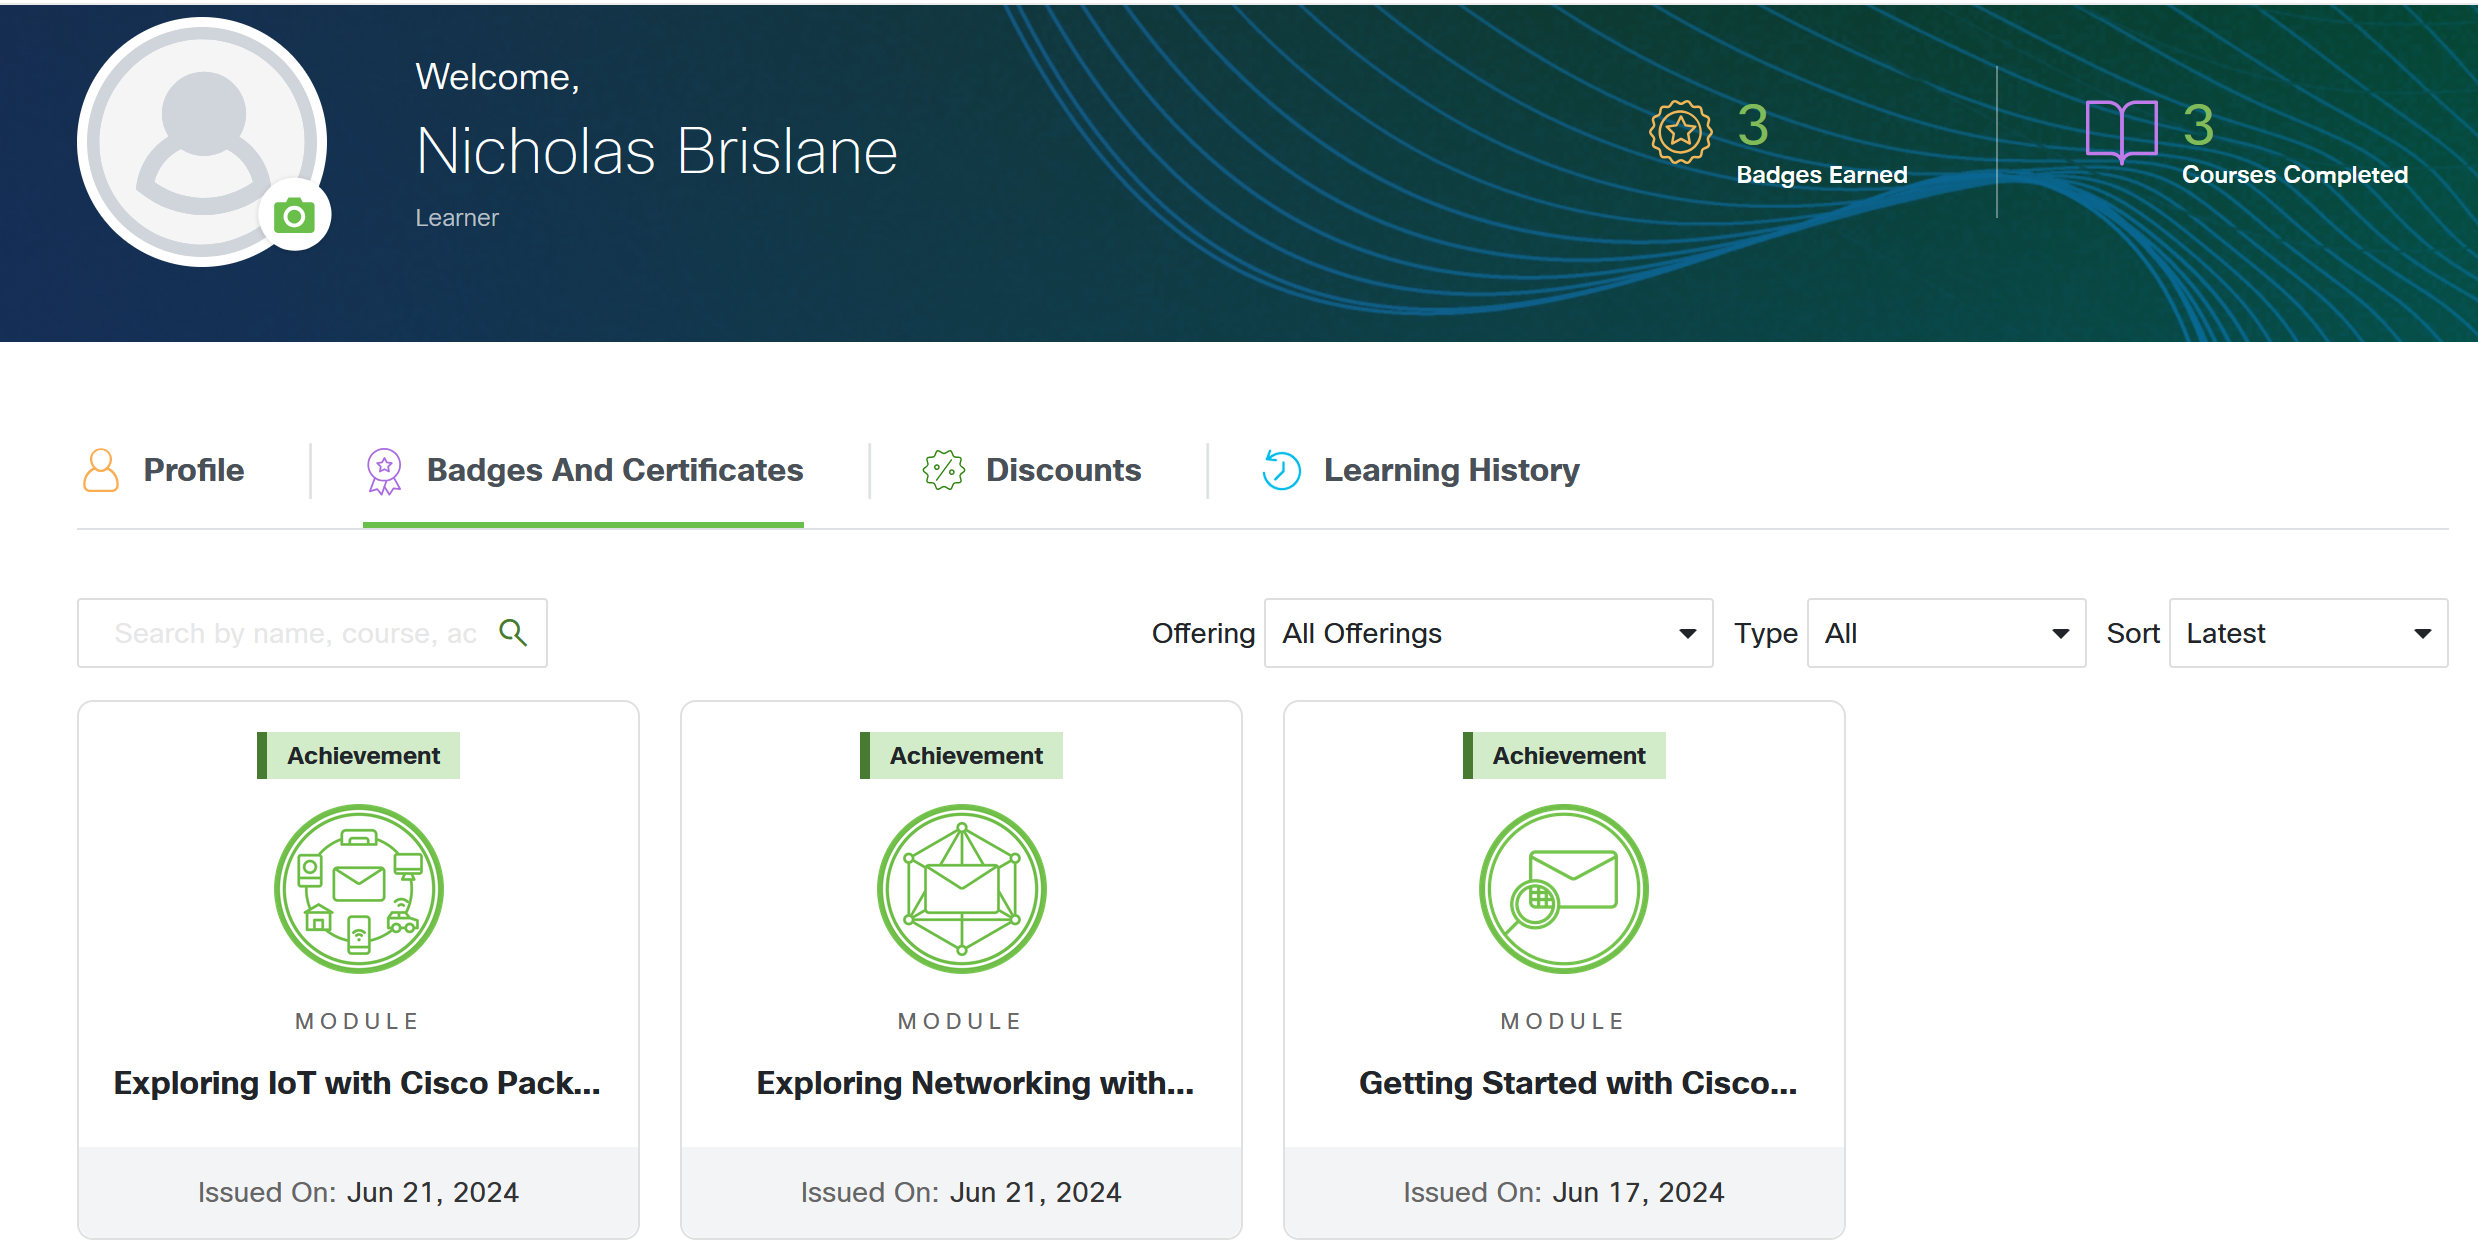 Welcome,
Nicholas Brislane
Learner
3
Badges Earned
3
Courses Completed
Profile
Badges And Certificates
Discounts
Learning History
Search by name, course, ac
Offering All Offerings
Type All
Sort Latest
Achievement
MODULE
Exploring IoT with Cisco Pack...
Issued On: Jun 21, 2024
Achievement
MODULE
Exploring Networking with...
Issued On: Jun 21, 2024
Achievement
MODULE
Getting Started with Cisco...
Issued On: Jun 17, 2024